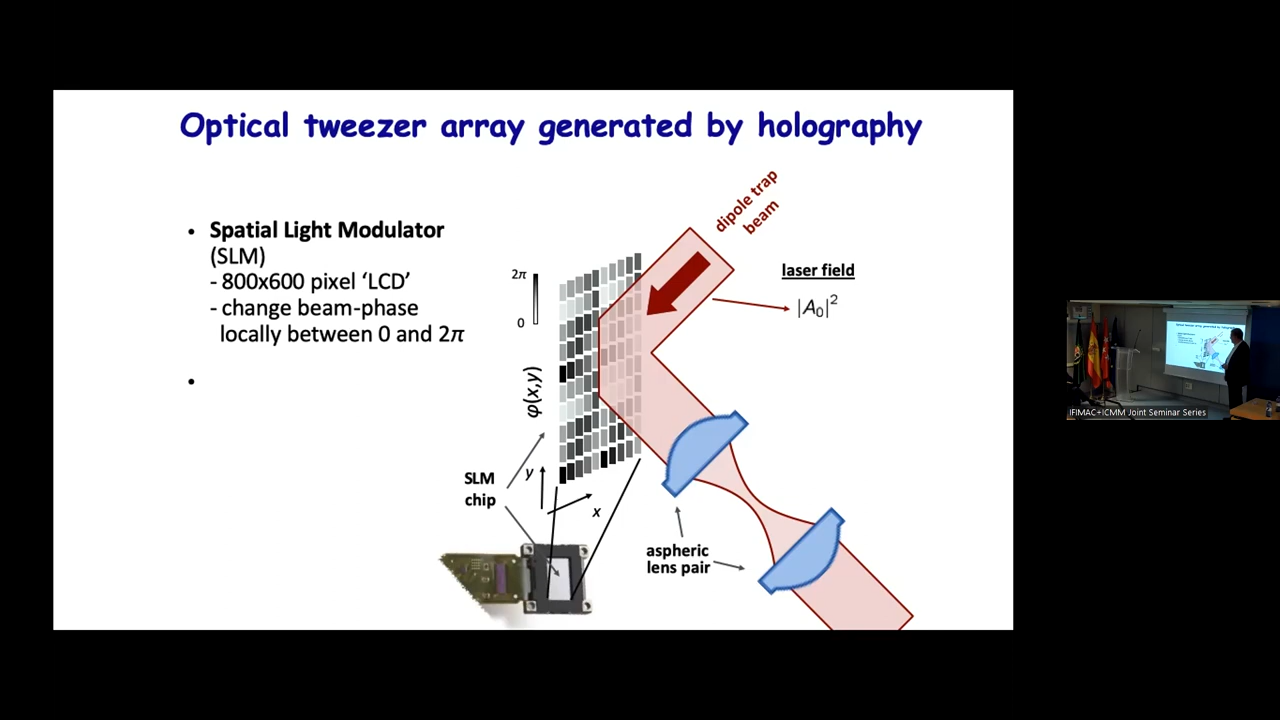 Optical tweezer array generated by holography
• Spatial Light Modulator
(SLM)
- 800x600 pixel ‘LCD’
- change beam-phase
locally between 0 and 2π
•
dipole trap
beam
laser field
|A₀|²
2π
0
φ(x,y)
y
x
SLM
chip
aspheric
lens pair
IFIMAC+ICMM Joint Seminar Series